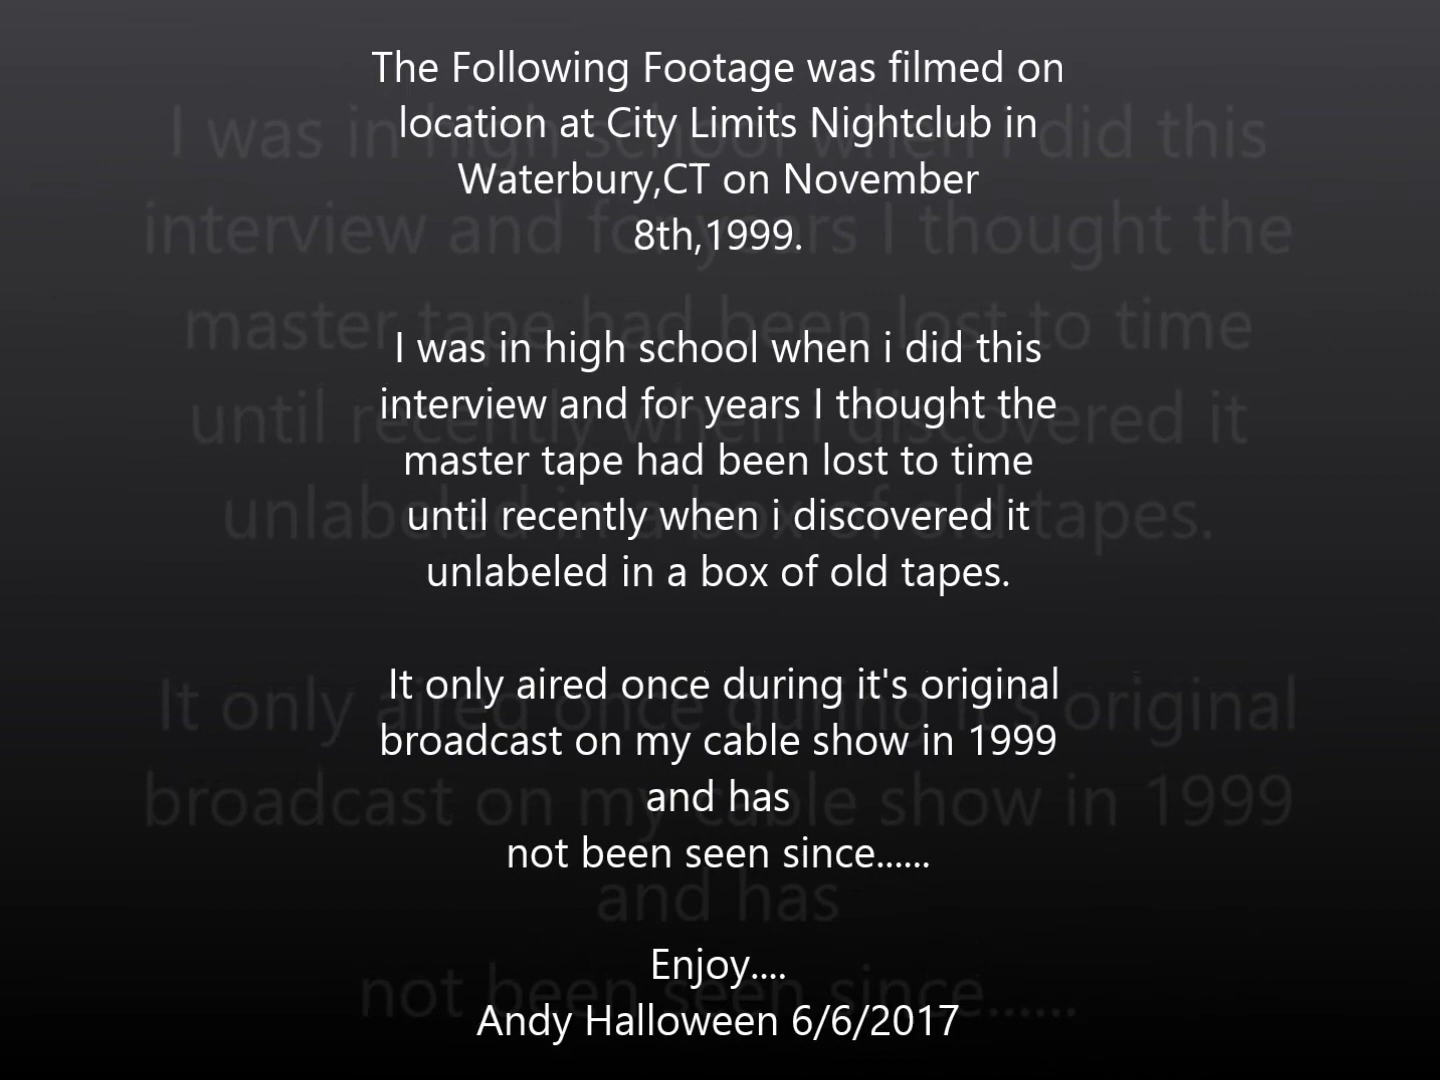 The Following Footage was filmed on
location at City Limits Nightclub in
Waterbury,CT on November
8th,1999.
I was in high school when i did this
interview and for years I thought the
master tape had been lost to time
until recently when i discovered it
unlabeled in a box of old tapes.
It only aired once during it's original
broadcast on my cable show in 1999
and has
not been seen since......
Enjoy....
Andy Halloween 6/6/2017